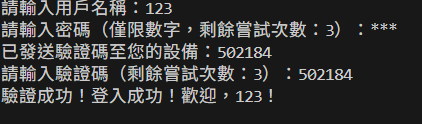 請輸入用戶名稱：123
請輸入密碼（僅限數字，剩餘嘗試次數：3）：***
已發送驗證碼至您的設備：502184
請輸入驗證碼（剩餘嘗試次數：3）：502184
驗證成功！登入成功！歡迎，123！